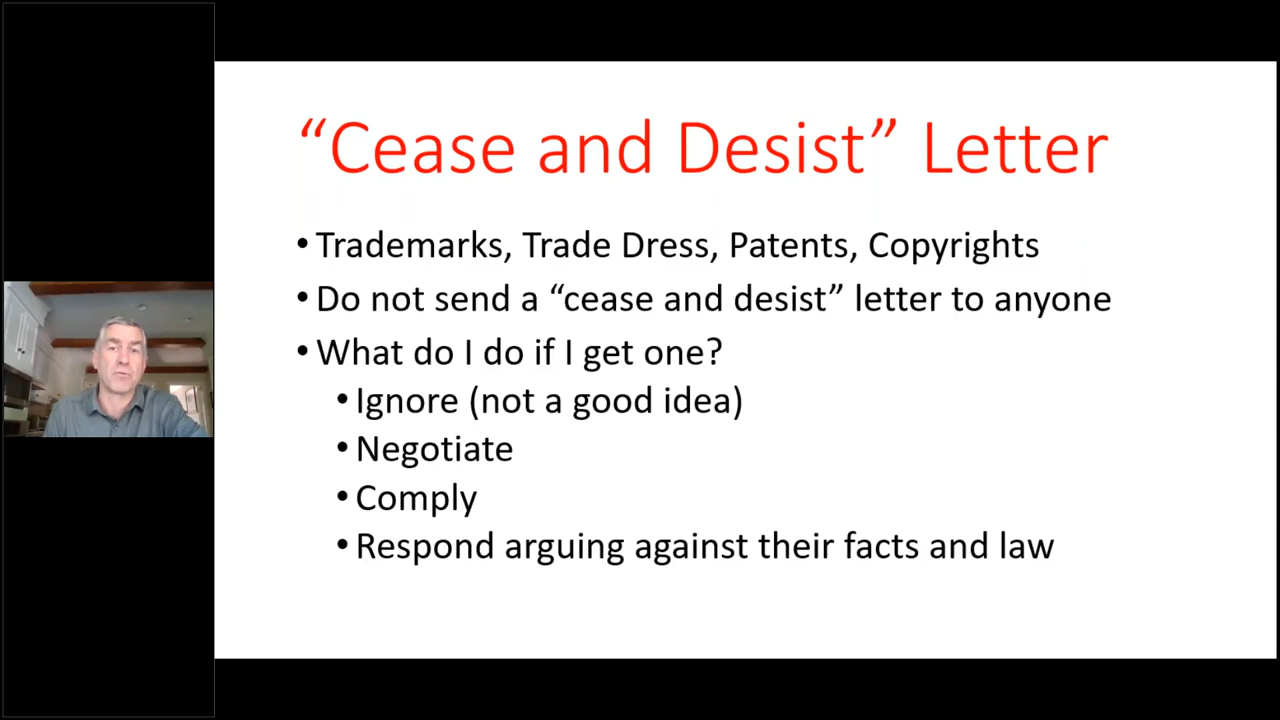 “Cease and Desist” Letter
• Trademarks, Trade Dress, Patents, Copyrights
• Do not send a “cease and desist” letter to anyone
• What do I do if I get one?
• Ignore (not a good idea)
• Negotiate
• Comply
• Respond arguing against their facts and law